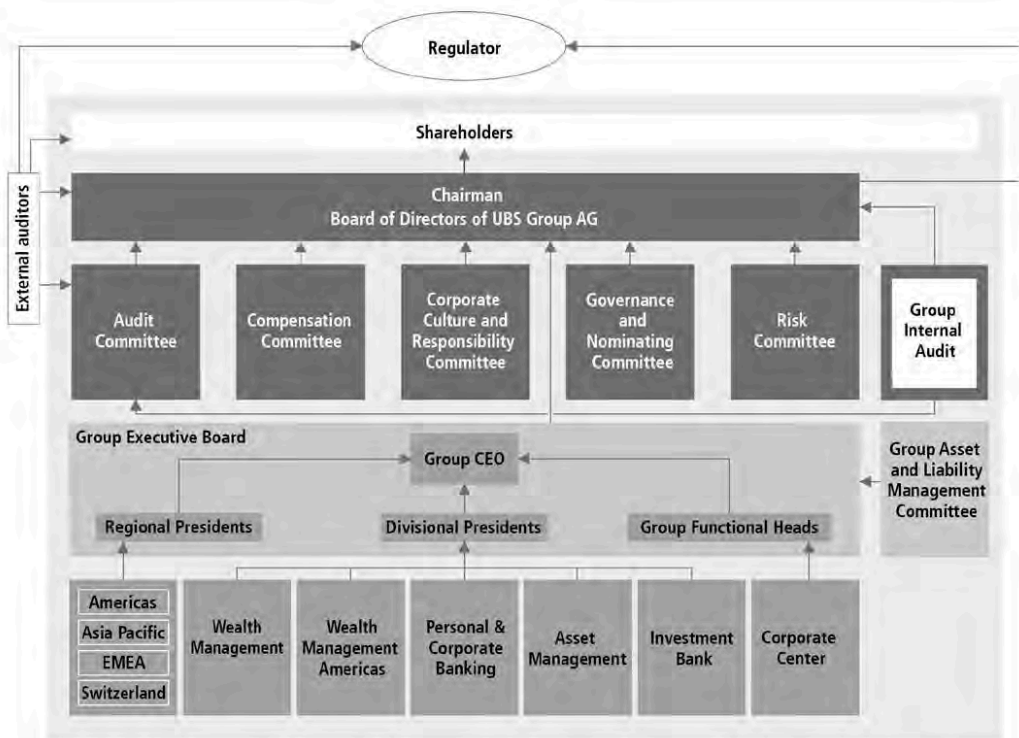 Regulator
Shareholders
External auditors
Chairman
Board of Directors of UBS Group AG
Audit
Committee
Compensation
Committee
Corporate
Culture and
Responsibility
Committee
Governance
and
Nominating
Committee
Risk
Committee
Group
Internal
Audit
Group Executive Board
Group CEO
Group Asset
and Liability
Management
Committee
Regional Presidents
Divisional Presidents
Group Functional Heads
Americas
Asia Pacific
EMEA
Switzerland
Wealth
Management
Wealth
Management
Americas
Personal &
Corporate
Banking
Asset
Management
Investment
Bank
Corporate
Center